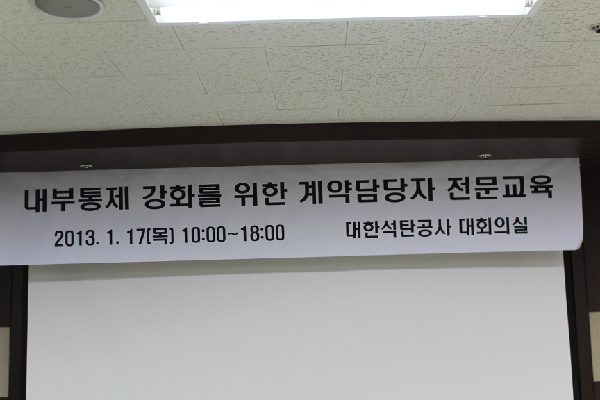 내부통제 강화를 위한 계약담당자 전문교육
2013. 1. 17(목) 10:00~18:00 대한석탄공사 대회의실